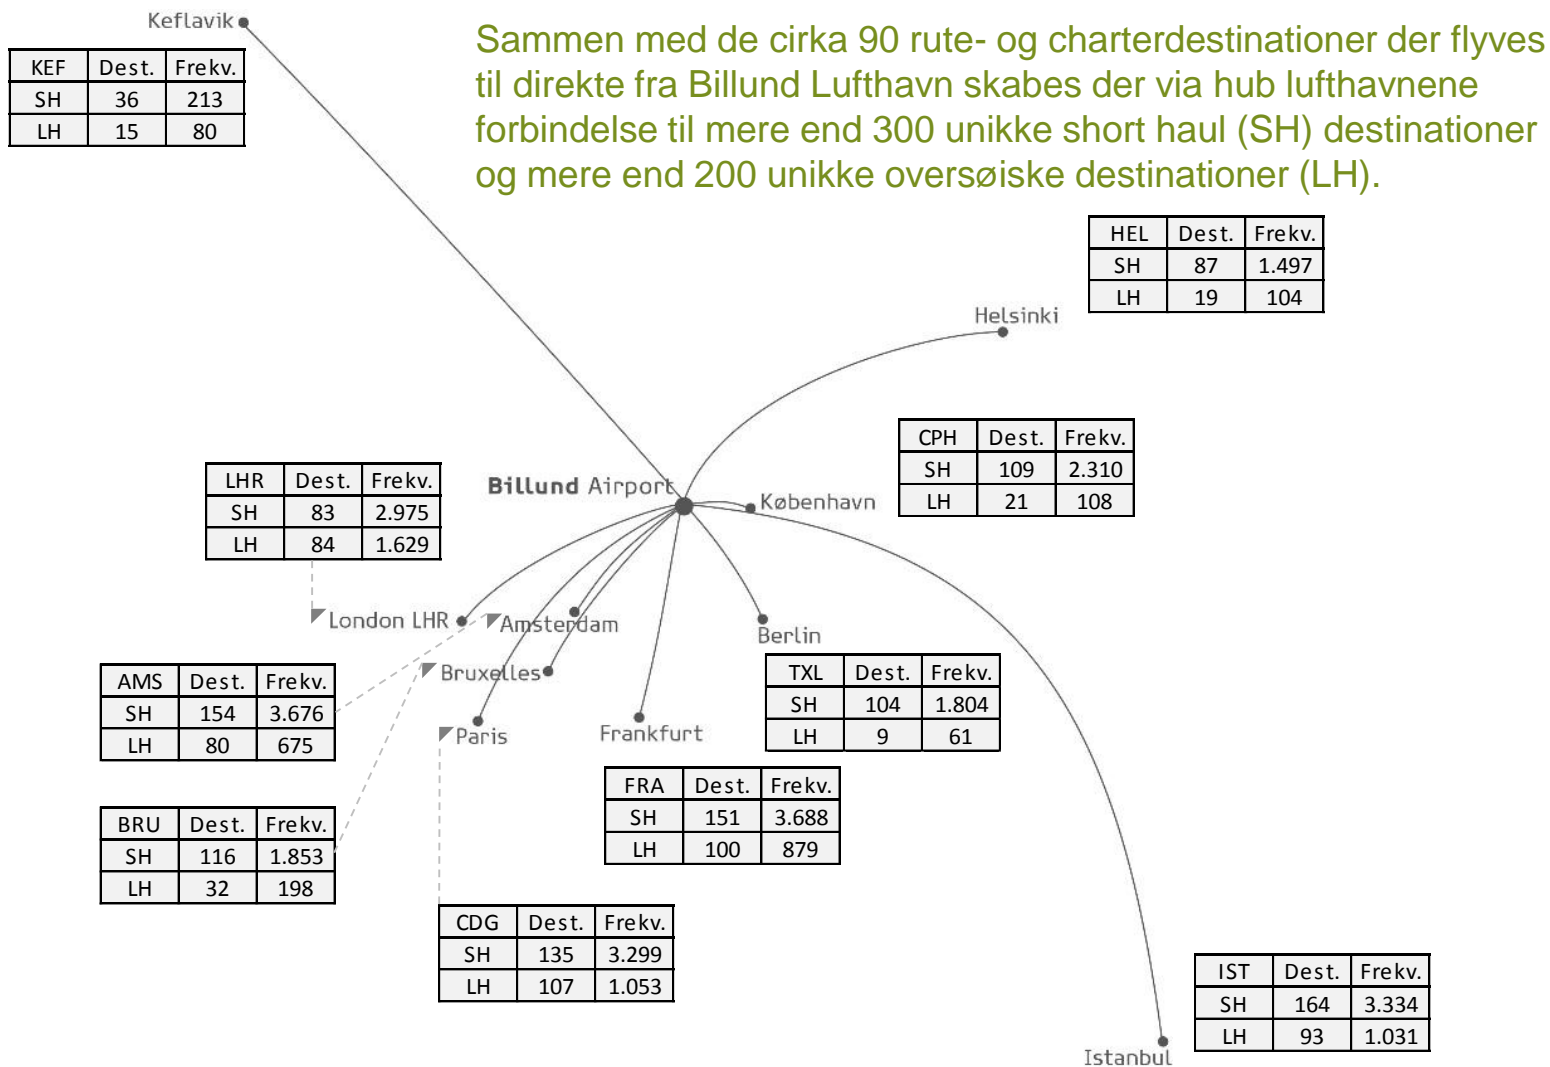 Keflavik
Sammen med de cirka 90 rute- og charterdestinationer der flyves
til direkte fra Billund Lufthavn skabes der via hub lufthavnene
forbindelse til mere end 300 unikke short haul (SH) destinationer
og mere end 200 unikke oversøiske destinationer (LH).
KEF Dest. Frekv.
SH 36 213
LH 15 80
HEL Dest. Frekv.
SH 87 1.497
LH 19 104
Helsinki
CPH Dest. Frekv.
SH 109 2.310
LH 21 108
LHR Dest. Frekv.
SH 83 2.975
LH 84 1.629
Billund Airport
København
London LHR
Amsterdam
Berlin
Bruxelles
AMS Dest. Frekv.
SH 154 3.676
LH 80 675
TXL Dest. Frekv.
SH 104 1.804
LH 9 61
Paris
Frankfurt
FRA Dest. Frekv.
SH 151 3.688
LH 100 879
BRU Dest. Frekv.
SH 116 1.853
LH 32 198
CDG Dest. Frekv.
SH 135 3.299
LH 107 1.053
IST Dest. Frekv.
SH 164 3.334
LH 93 1.031
Istanbul